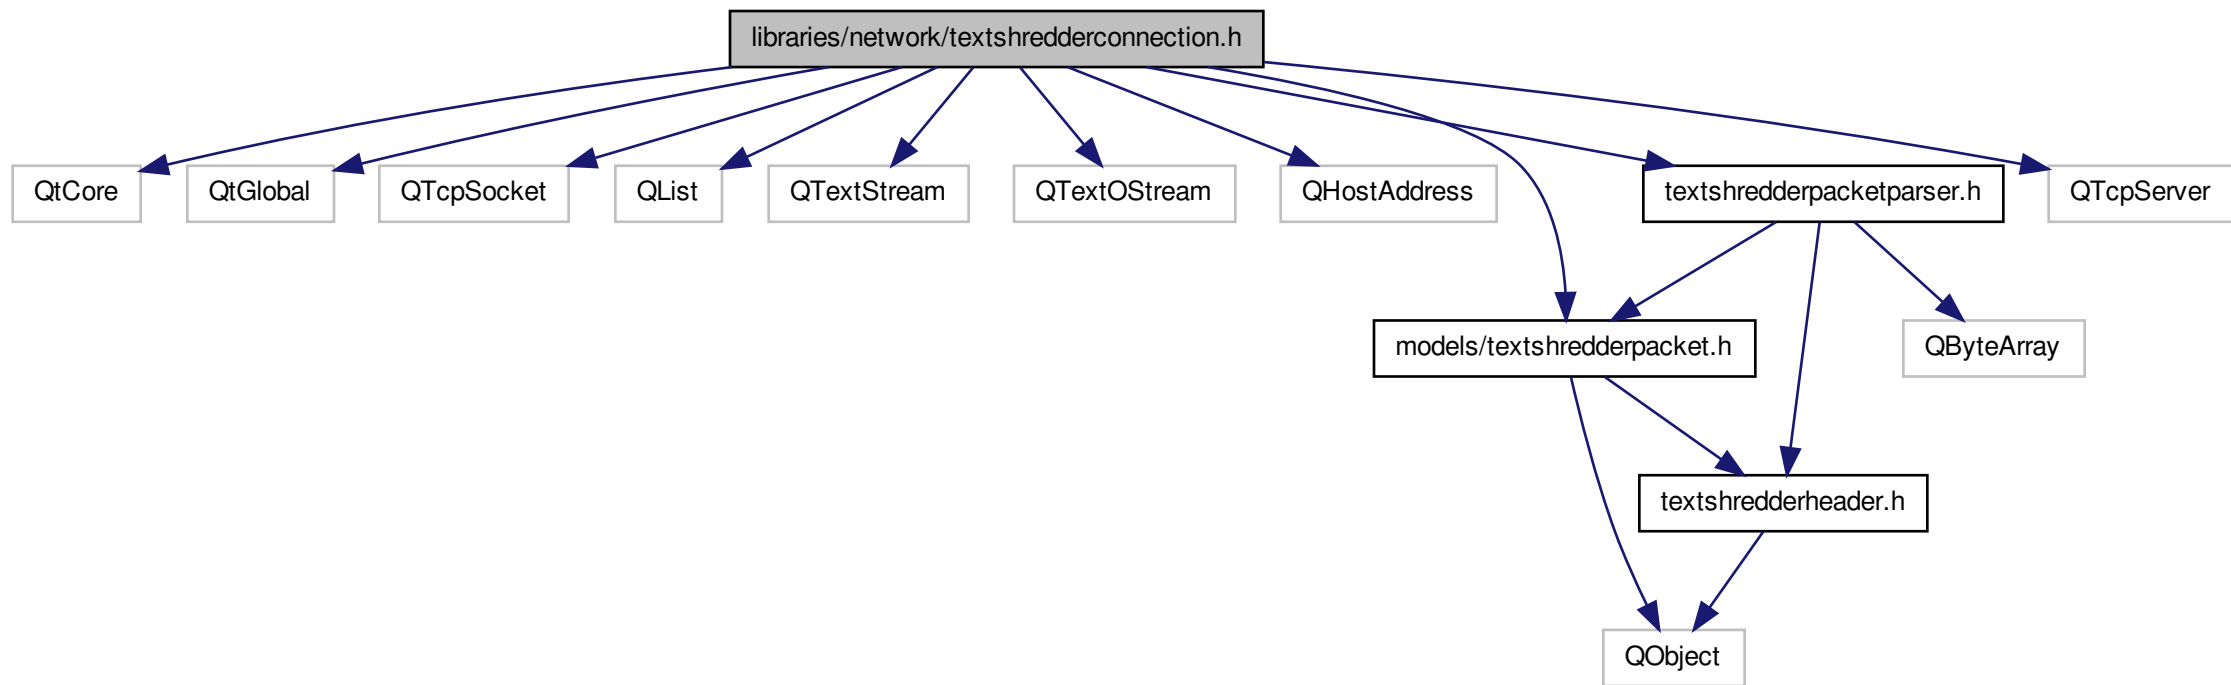 libraries/network/textshredderconnection.h
QtCore
QtGlobal
QTcpSocket
QList
QTextStream
QTextOStream
QHostAddress
textshredderpacketparser.h
QTcpServer
models/textshredderpacket.h
QByteArray
textshredderheader.h
QObject